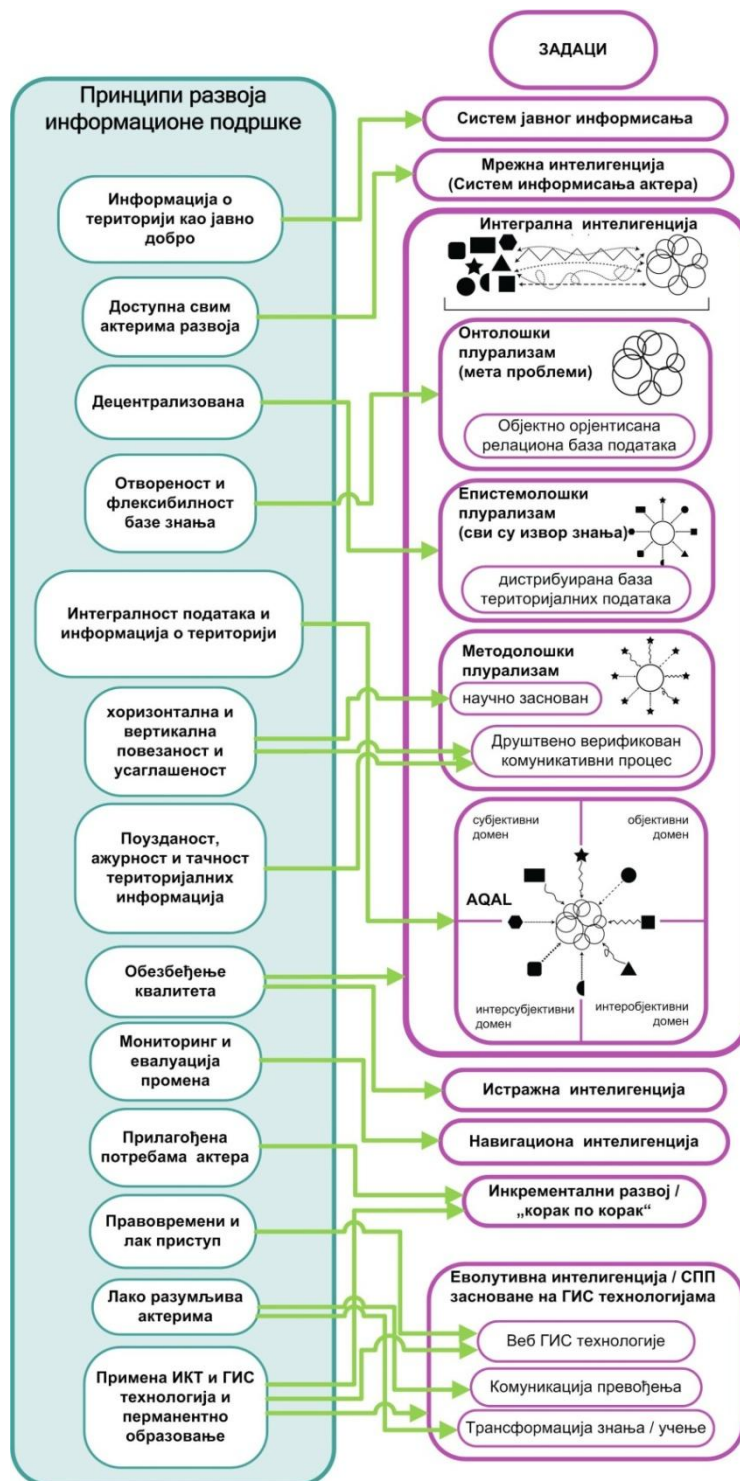 ЗАДАЦИ
Принципи развоја
информационе подршке
Информација о
територији као јавно
добро
Доступна свим
актерима развоја
Децентрализована
Отвореност и
флексибилност
базе знања
Интегралност података и
информација о територији
хоризонтална и
вертикална
повезаност и
усаглашеност
Поузданост,
ажурност и тачност
територијалних
информација
Обезбеђење
квалитета
Мониторинг и
евалуација
промена
Прилагођена
потребама актера
Правовремени и
лак приступ
Лако разумљива
актерима
Примена ИКТ и ГИС
технологија и
перманентно
образовање
Систем јавног информисања
Мрежна интелигенција
(Систем информисања актера)
Интегрална интелигенција
Онтолошки
плурализам
(мета проблеми)
Објектно орјентисана
релациона база података
Епистемолошки
плурализам
(сви су извор знања)
дистрибуирана база
територијалних података
Методолошки
плурализам
научно заснован
Друштвено верификован
комуникативни процес
субјективни
домен
објективни
домен
AQAL
интерсубјективни
домен
интеробјективни
домен
Истражна интелигенција
Навигациона интелигенција
Инкрементални развој /
„корак по корак“
Еволутивна интелигенција / СПП
засноване на ГИС технологијама
Веб ГИС технологије
Комуникација превођења
Трансформација знања / учење